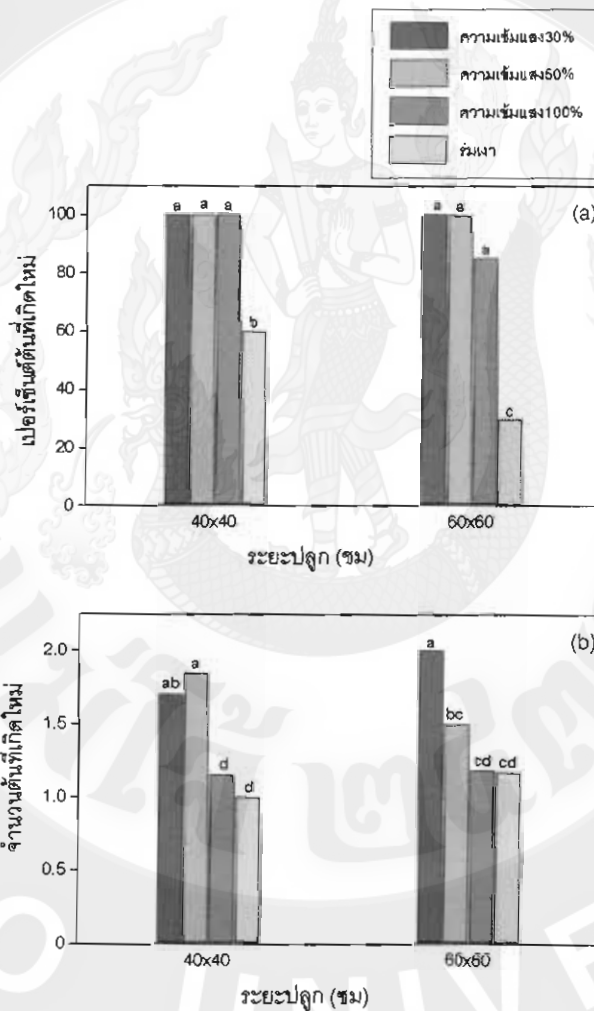 ความเข้มแสง30%
ความเข้มแสง50%
ความเข้มแสง100%
ร่มเงา
(a)
เปอร์เซ็นต์ต้นที่เกิดใหม่
100
80
60
40
20
0
a a a b
a a a c
40x40 60x60
ระยะปลูก (ซม)
(b)
จำนวนต้นที่เกิดใหม่
2.0
1.5
1.0
0.5
0
ab a d d
a bc cd cd
40x40 60x60
ระยะปลูก (ซม)